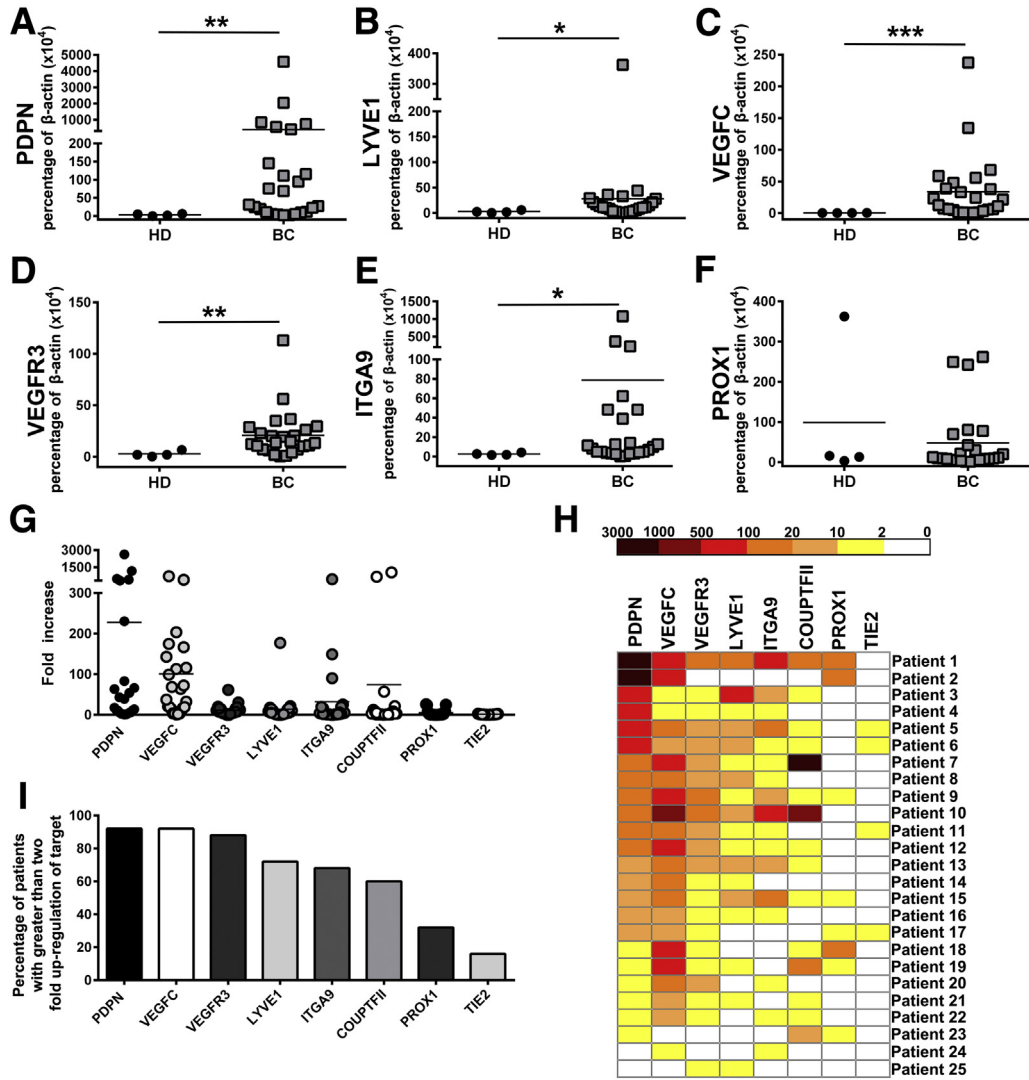 A
**
PDPN
percentage of β-actin (x10⁴)
5000
4000
3000
2000
1000
200
150
100
50
0
HD BC
B
*
LYVE1
percentage of β-actin (x10⁴)
400
300
200
150
100
50
0
HD BC
C
***
VEGFC
percentage of β-actin (x10⁴)
250
200
150
100
50
0
HD BC
D
**
VEGFR3
percentage of β-actin (x10⁴)
150
100
50
0
HD BC
E
*
ITGA9
percentage of β-actin (x10⁴)
1500
1000
500
100
80
60
40
20
0
HD BC
F
PROX1
percentage of β-actin (x10⁴)
400
300
200
100
0
HD BC
G
Fold increase
3000
1500
300
200
100
0
PDPN VEGFC VEGFR3 LYVE1 ITGA9 COUPTFII PROX1 TIE2
H
3000 1000 500 100 20 10 2 0
PDPN VEGFC VEGFR3 LYVE1 ITGA9 COUPTFII PROX1 TIE2
Patient 1
Patient 2
Patient 3
Patient 4
Patient 5
Patient 6
Patient 7
Patient 8
Patient 9
Patient 10
Patient 11
Patient 12
Patient 13
Patient 14
Patient 15
Patient 16
Patient 17
Patient 18
Patient 19
Patient 20
Patient 21
Patient 22
Patient 23
Patient 24
Patient 25
I
Percentage of patients
with greater than two
fold up-regulation of target
100
80
60
40
20
0
PDPN VEGFC VEGFR3 LYVE1 ITGA9 COUPTFII PROX1 TIE2